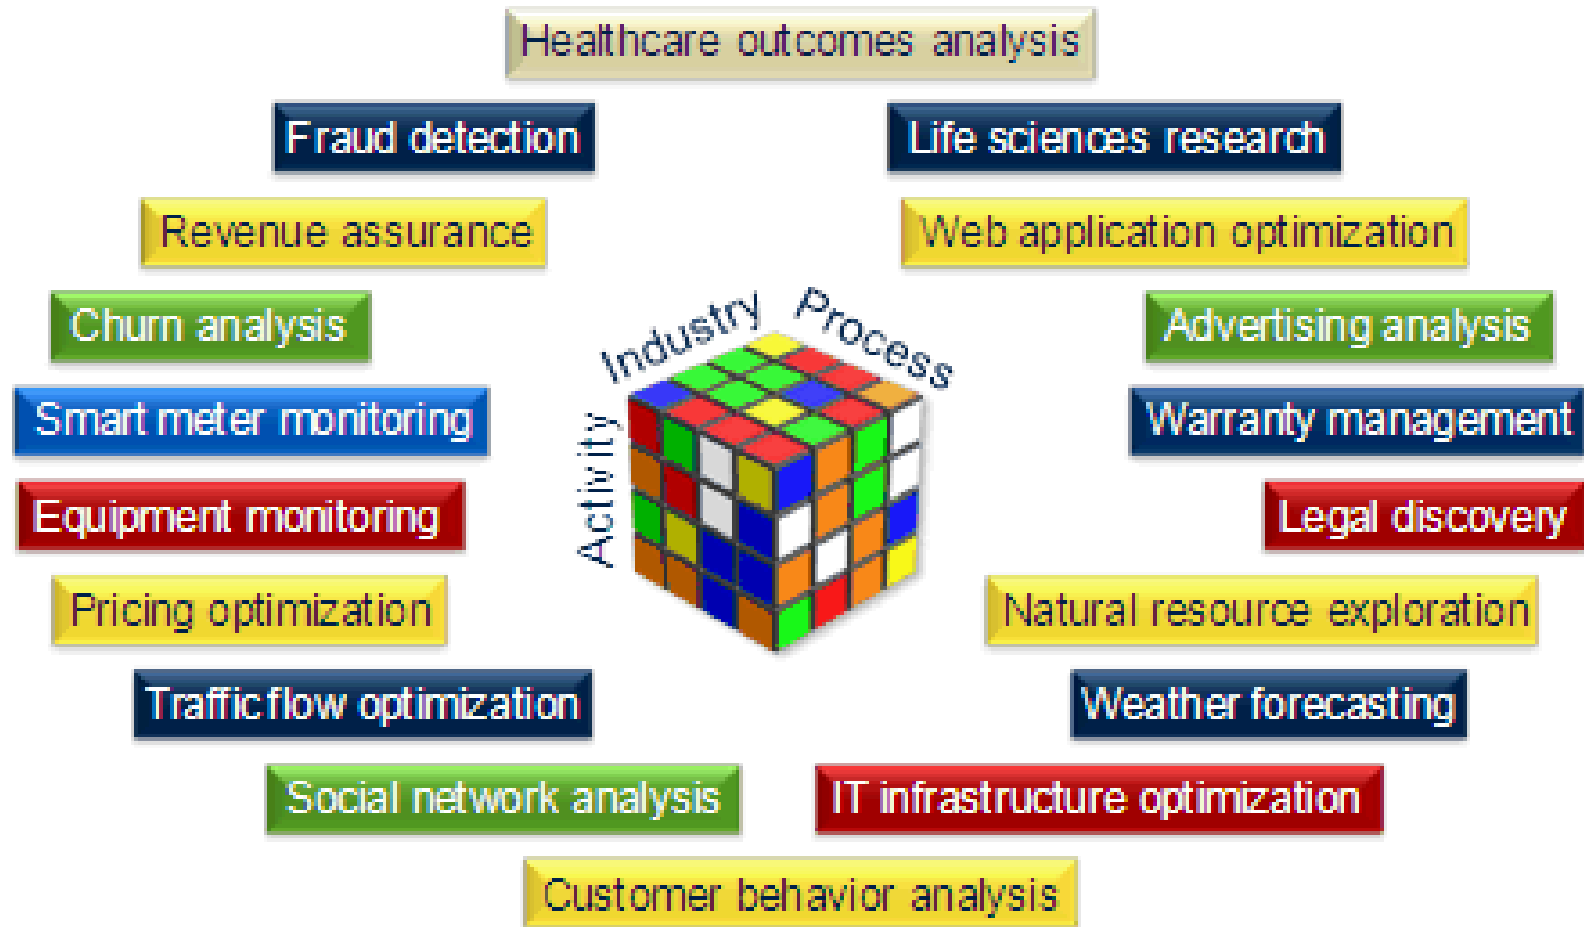 Healthcare outcomes analysis
Fraud detection
Life sciences research
Revenue assurance
Web application optimization
Churn analysis
Industry
Process
Advertising analysis
Smart meter monitoring
Activity
Warranty management
Equipment monitoring
Legal discovery
Pricing optimization
Natural resource exploration
Traffic flow optimization
Weather forecasting
Social network analysis
IT infrastructure optimization
Customer behavior analysis